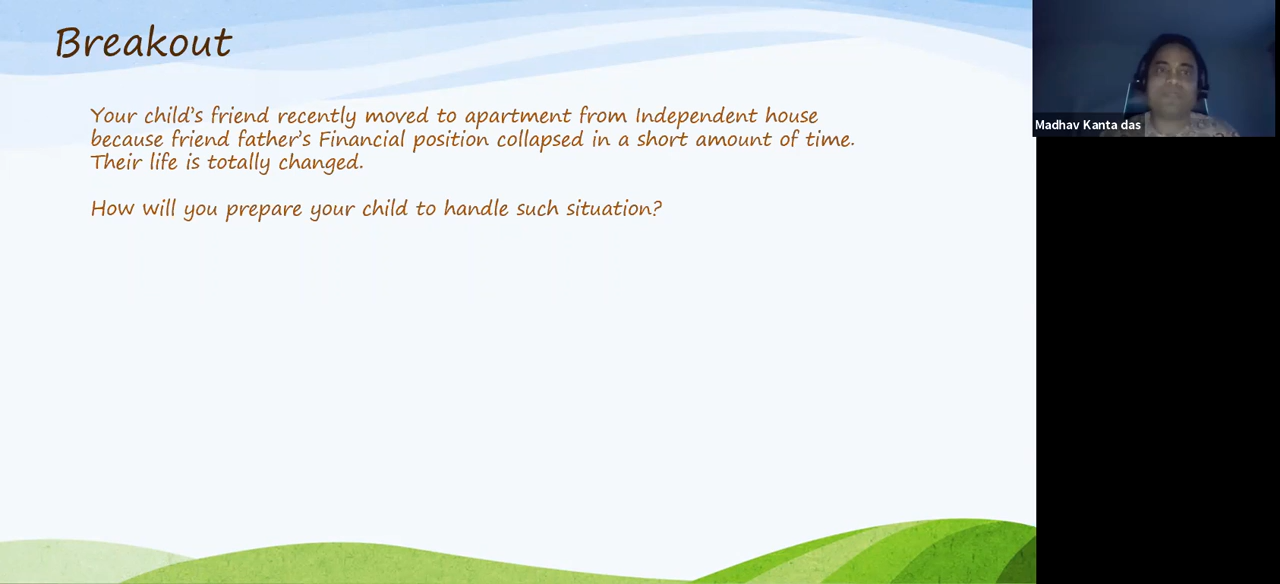 Breakout
Your child's friend recently moved to apartment from Independent house
because friend father's Financial position collapsed in a short amount of time.
Their life is totally changed.
How will you prepare your child to handle such situation?
Madhav Kanta das